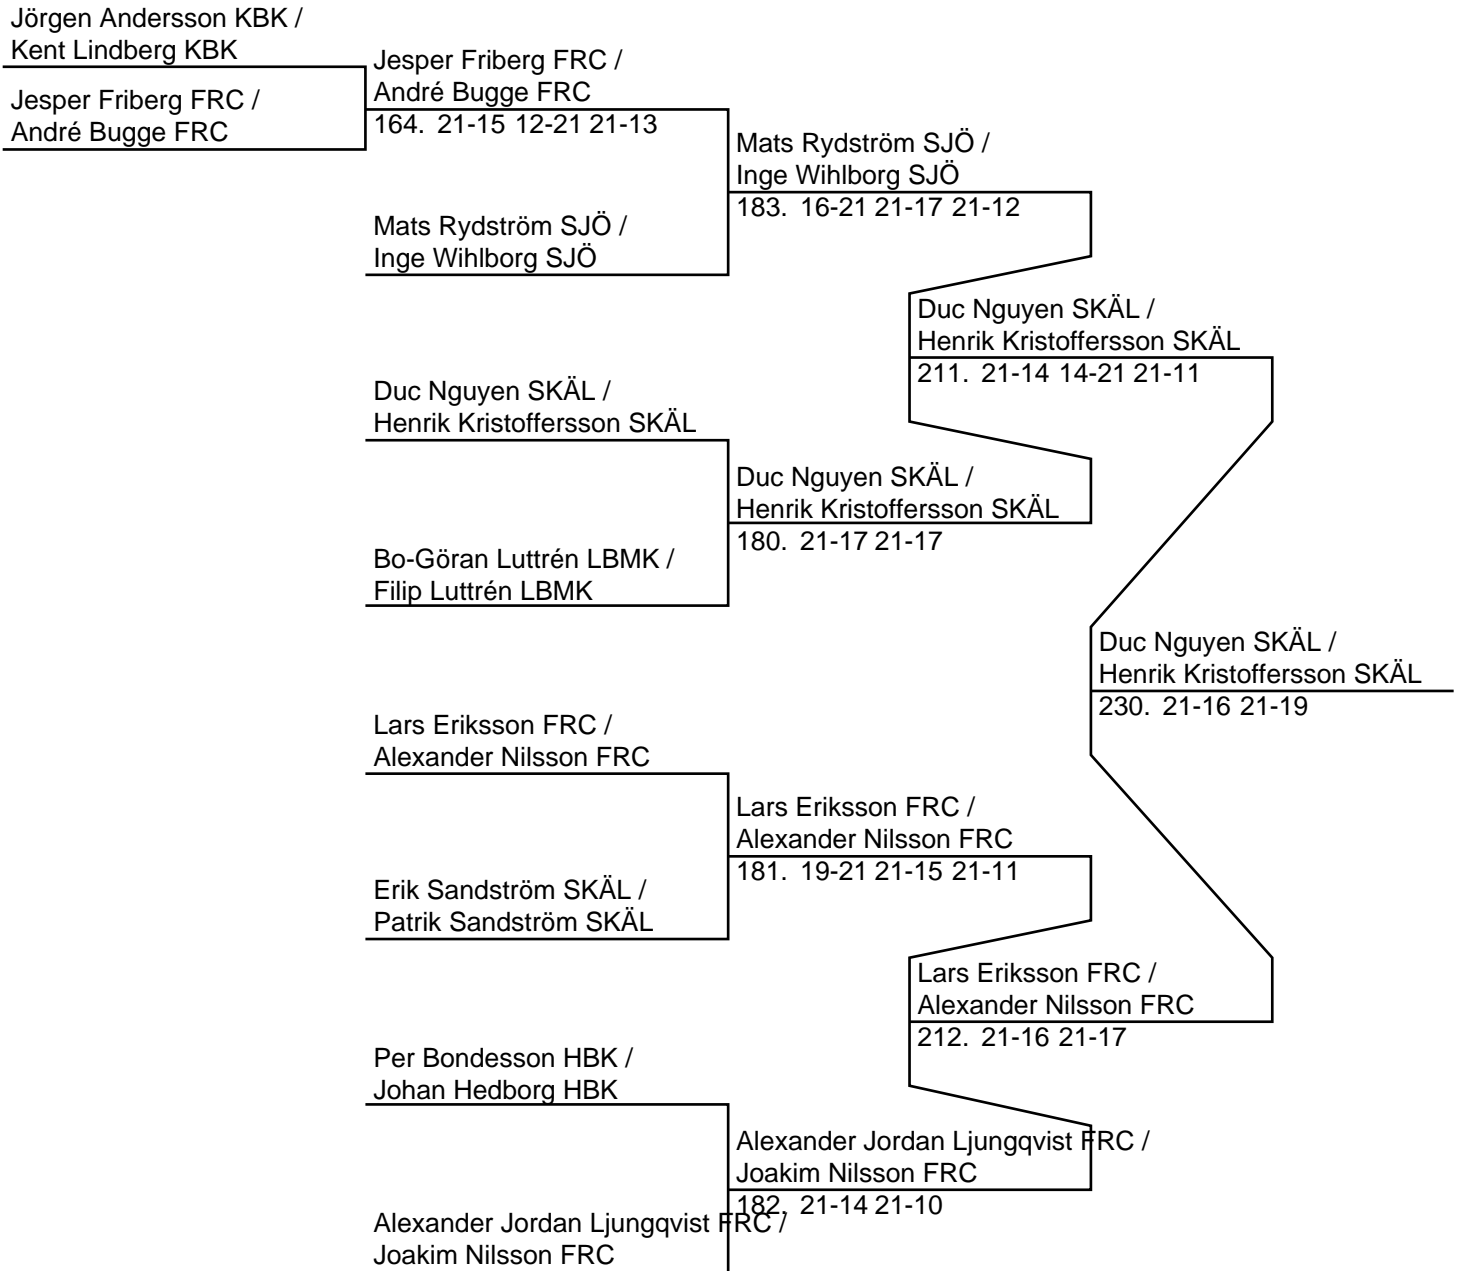 Jörgen Andersson KBK /
Kent Lindberg KBK
Jesper Friberg FRC /
André Bugge FRC
Jesper Friberg FRC /
André Bugge FRC
164. 21-15 12-21 21-13
Mats Rydström SJÖ /
Inge Wihlborg SJÖ
Mats Rydström SJÖ /
Inge Wihlborg SJÖ
183. 16-21 21-17 21-12
Duc Nguyen SKÄL /
Henrik Kristoffersson SKÄL
211. 21-14 14-21 21-11
Duc Nguyen SKÄL /
Henrik Kristoffersson SKÄL
Duc Nguyen SKÄL /
Henrik Kristoffersson SKÄL
180. 21-17 21-17
Bo-Göran Luttrén LBMK /
Filip Luttrén LBMK
Duc Nguyen SKÄL /
Henrik Kristoffersson SKÄL
230. 21-16 21-19
Lars Eriksson FRC /
Alexander Nilsson FRC
Lars Eriksson FRC /
Alexander Nilsson FRC
181. 19-21 21-15 21-11
Erik Sandström SKÄL /
Patrik Sandström SKÄL
Lars Eriksson FRC /
Alexander Nilsson FRC
212. 21-16 21-17
Per Bondesson HBK /
Johan Hedborg HBK
Alexander Jordan Ljungqvist FRC /
Joakim Nilsson FRC
182. 21-14 21-10
Alexander Jordan Ljungqvist FRC /
Joakim Nilsson FRC